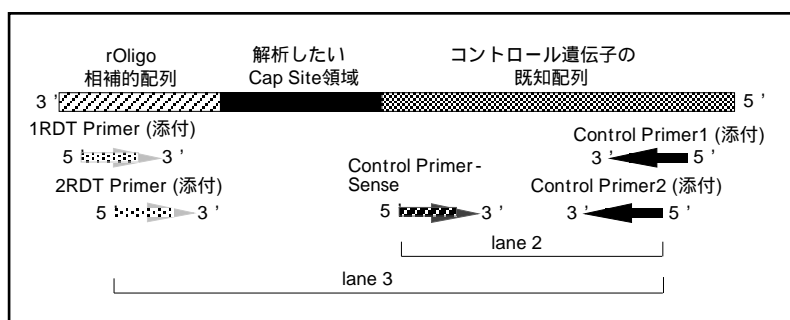 rOligo
相補的配列
解析したい
Cap Site領域
コントロール遺伝子の
既知配列
3 ' 5 '
1RDT Primer (添付)
5 ' 3 '
Control Primer1 (添付)
3 ' 5 '
2RDT Primer (添付)
5 ' 3 '
Control Primer-
Sense
5 ' 3 '
Control Primer2 (添付)
3 ' 5 '
lane 2
lane 3